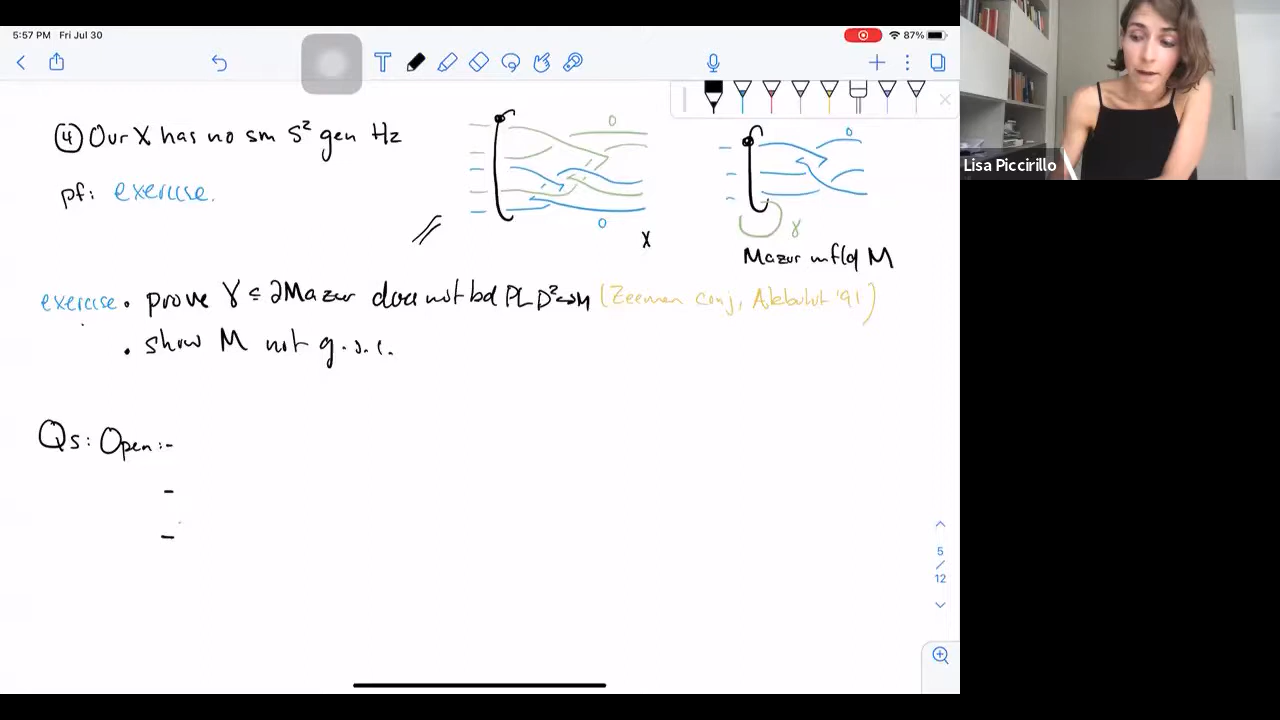 5:57 PM Fri Jul 30
87%
T
Lisa Piccirillo
④ Our X has no sm S² gen H₂
pf: exercise.
0
0
X
0
γ
Mazur mfld M
exercise • prove γ ⊆ ∂Mazur does not bd PL D² ↪ M (Zeeman conj, Akbulut '91)
• show M not g.s.c.
Qs: Open:-
-
-
5
/
12